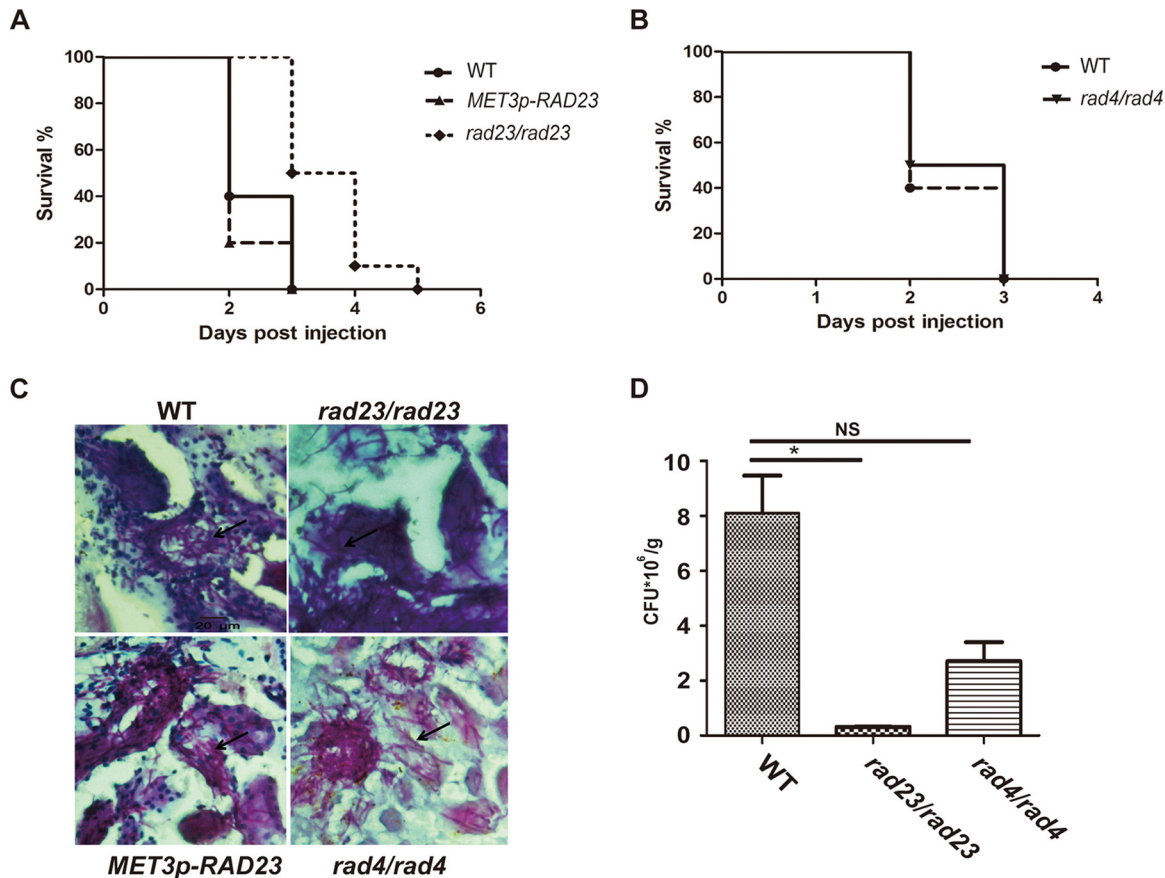 A
100
80
60
40
20
0
Survival %
0
2
4
6
Days post injection
WT
MET3p-RAD23
rad23/rad23
B
100
80
60
40
20
0
Survival %
0
1
2
3
4
Days post injection
WT
rad4/rad4
C
WT
rad23/rad23
20 µm
MET3p-RAD23
rad4/rad4
D
NS
*
10
8
6
4
2
0
CFU*10⁶/g
WT
rad23/rad23
rad4/rad4